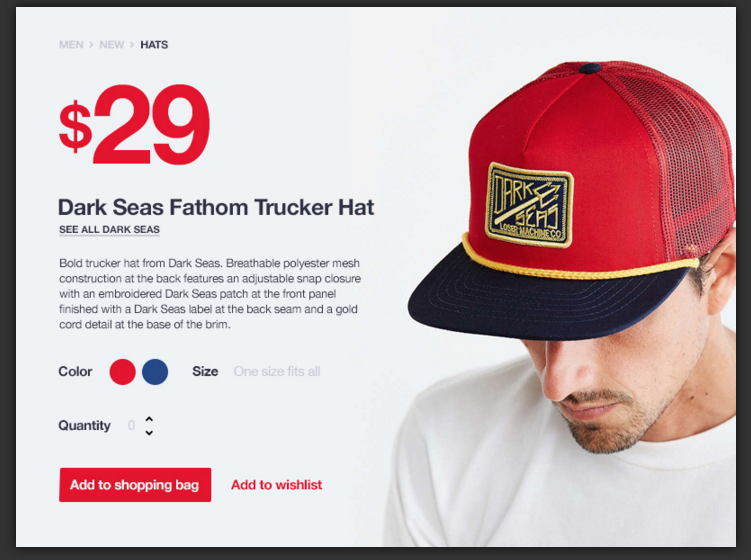 MEN > NEW > HATS
$29
Dark Seas Fathom Trucker Hat
SEE ALL DARK SEAS
Bold trucker hat from Dark Seas. Breathable polyester mesh
construction at the back features an adjustable snap closure
with an embroidered Dark Seas patch at the front panel
finished with a Dark Seas label at the back seam and a gold
cord detail at the base of the brim.
Color Size One size fits all
Quantity 0
Add to shopping bag Add to wishlist
DARK
SEAS
LOSER MACHINE CO